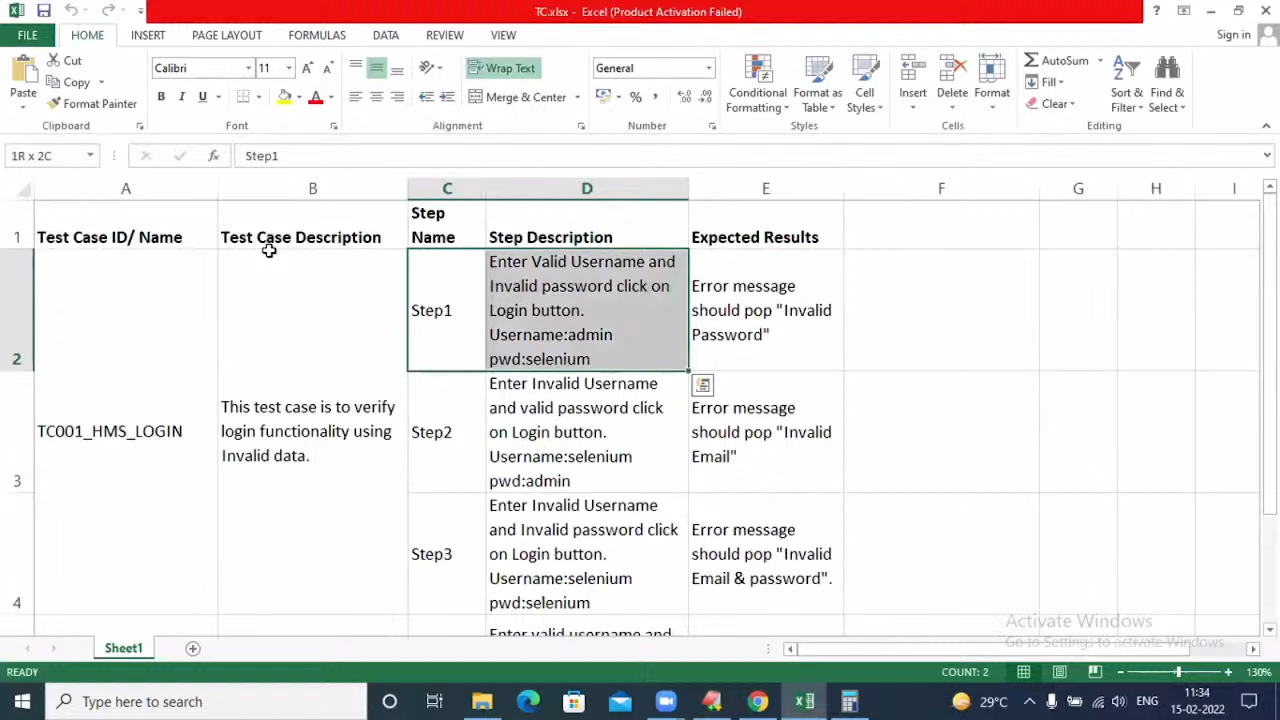 TC.xlsx - Excel (Product Activation Failed)
?
FILE HOME INSERT PAGE LAYOUT FORMULAS DATA REVIEW VIEW Sign in
Paste
Cut
Copy
Format Painter
Clipboard
Calibri 11
B I U
Font
Wrap Text
Merge & Center
Alignment
General
%
Number
Conditional Formatting
Format as Table
Cell Styles
Styles
Insert Delete Format
Cells
AutoSum
Fill
Clear
Sort & Filter
Find & Select
Editing
1R x 2C
fx
Step1
A B C D E F G H I
1
Test Case ID/ Name
Test Case Description
Step
Name
Step Description
Expected Results
2
Step1
Enter Valid Username and
Invalid password click on
Login button.
Username:admin
pwd:selenium
Error message
should pop "Invalid
Password"
TC001_HMS_LOGIN
This test case is to verify
login functionality using
Invalid data.
3
Step2
Enter Invalid Username
and valid password click
on Login button.
Username:selenium
pwd:admin
Error message
should pop "Invalid
Email"
4
Step3
Enter Invalid Username
and Invalid password click
on Login button.
Username:selenium
pwd:selenium
Error message
should pop "Invalid
Email & password".
Enter valid username and
Activate Windows
Go to Settings to activate Windows.
Sheet1
READY
COUNT: 2
130%
Type here to search
29°C
ENG
11:34
15-02-2022